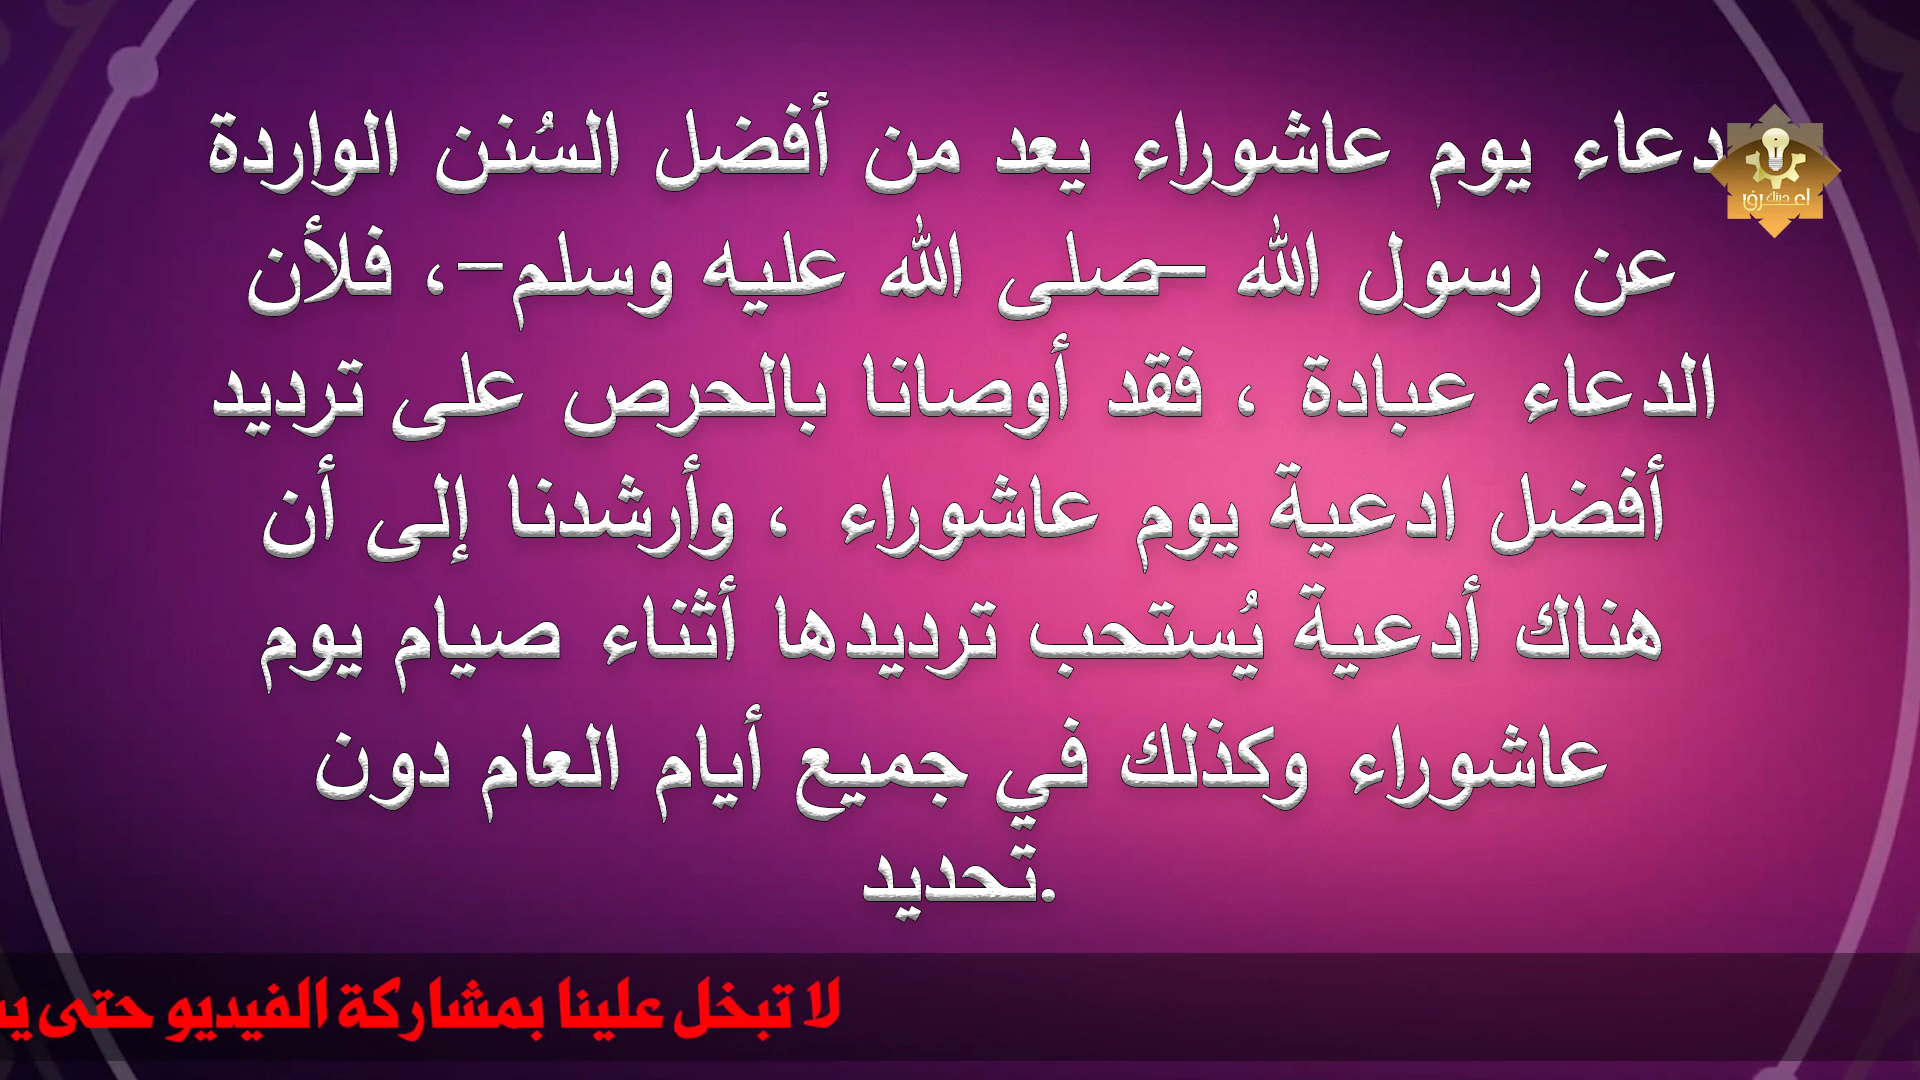 دعاء يوم عاشوراء يعد من أفضل السُنن الواردة
عن رسول الله –صلى الله عليه وسلم-، فلأن
الدعاء عبادة ، فقد أوصانا بالحرص على ترديد
أفضل ادعية يوم عاشوراء ، وأرشدنا إلى أن
هناك أدعية يُستحب ترديدها أثناء صيام يوم
عاشوراء وكذلك في جميع أيام العام دون
تحديد.
لا تبخل علينا بمشاركة الفيديو حتى